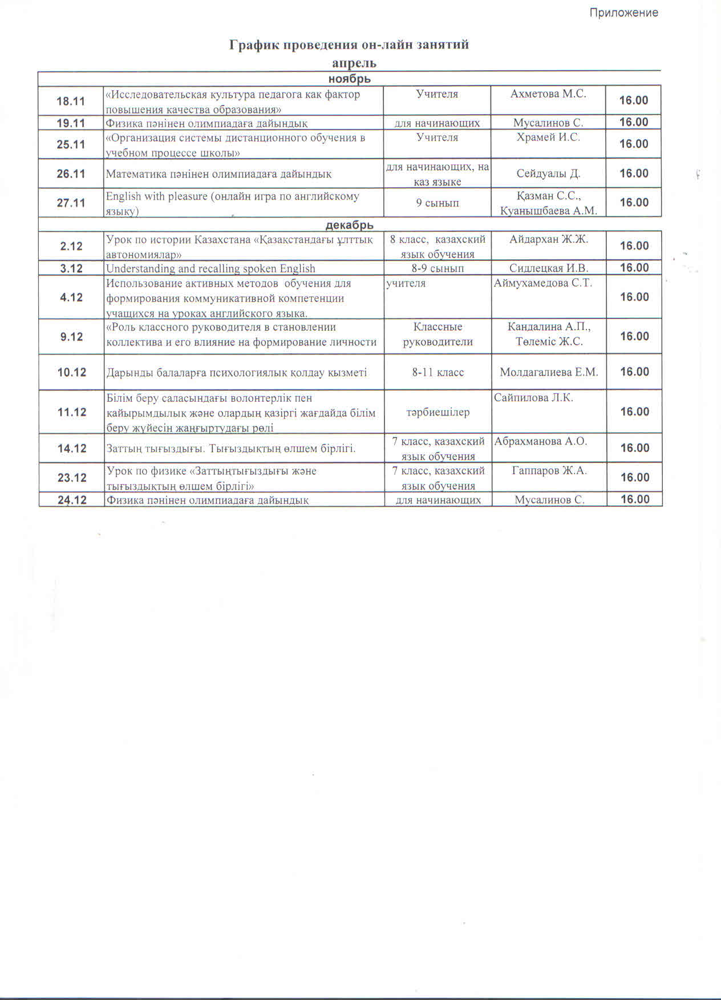 Приложение
График проведения он-лайн занятий
апрель
ноябрь
18.11 «Исследовательская культура педагога как фактор повышения качества образования» Учителя Ахметова М.С. 16.00
19.11 Физика пәнінен олимпиадаға дайындық для начинающих Мусалинов С. 16.00
25.11 «Организация системы дистанционного обучения в учебном процессе школы» Учителя Храмей И.С. 16.00
26.11 Математика пәнінен олимпиадаға дайындық для начинающих, на каз языке Сейдуалы Д. 16.00
27.11 English with pleasure (онлайн игра по английскому языку) 9 сынып Қазман С.С., Куанышбаева А.М. 16.00
декабрь
2.12 Урок по истории Казахстана «Қазақстандағы ұлттық автономиялар» 8 класс, казахский язык обучения Айдархан Ж.Ж. 16.00
3.12 Understanding and recalling spoken English 8-9 сынып Сидлецкая И.В. 16.00
4.12 Использование активных методов обучения для формирования коммуникативной компетенции учащихся на уроках английского языка. учителя Аймухамедова С.Т. 16.00
9.12 «Роль классного руководителя в становлении коллектива и его влияние на формирование личности Классные руководители Кандалина А.П., Төлеміс Ж.С. 16.00
10.12 Дарынды балаларға психологиялық қолдау қызметі 8-11 класс Молдагалиева Е.М. 16.00
11.12 Білім беру саласындағы волонтерлік пен қайырымдылық және олардың қазіргі жағдайда білім беру жүйесін жаңғыртудағы рөлі тәрбиешілер Сайпилова Л.К. 16.00
14.12 Заттың тығыздығы. Тығыздықтың өлшем бірлігі. 7 класс, казахский язык обучения Абрахманова А.О. 16.00
23.12 Урок по физике «Заттыңтығыздығы және тығыздықтың өлшем бірлігі» 7 класс, казахский язык обучения Гаппаров Ж.А. 16.00
24.12 Физика пәнінен олимпиадаға дайындық для начинающих Мусалинов С. 16.00